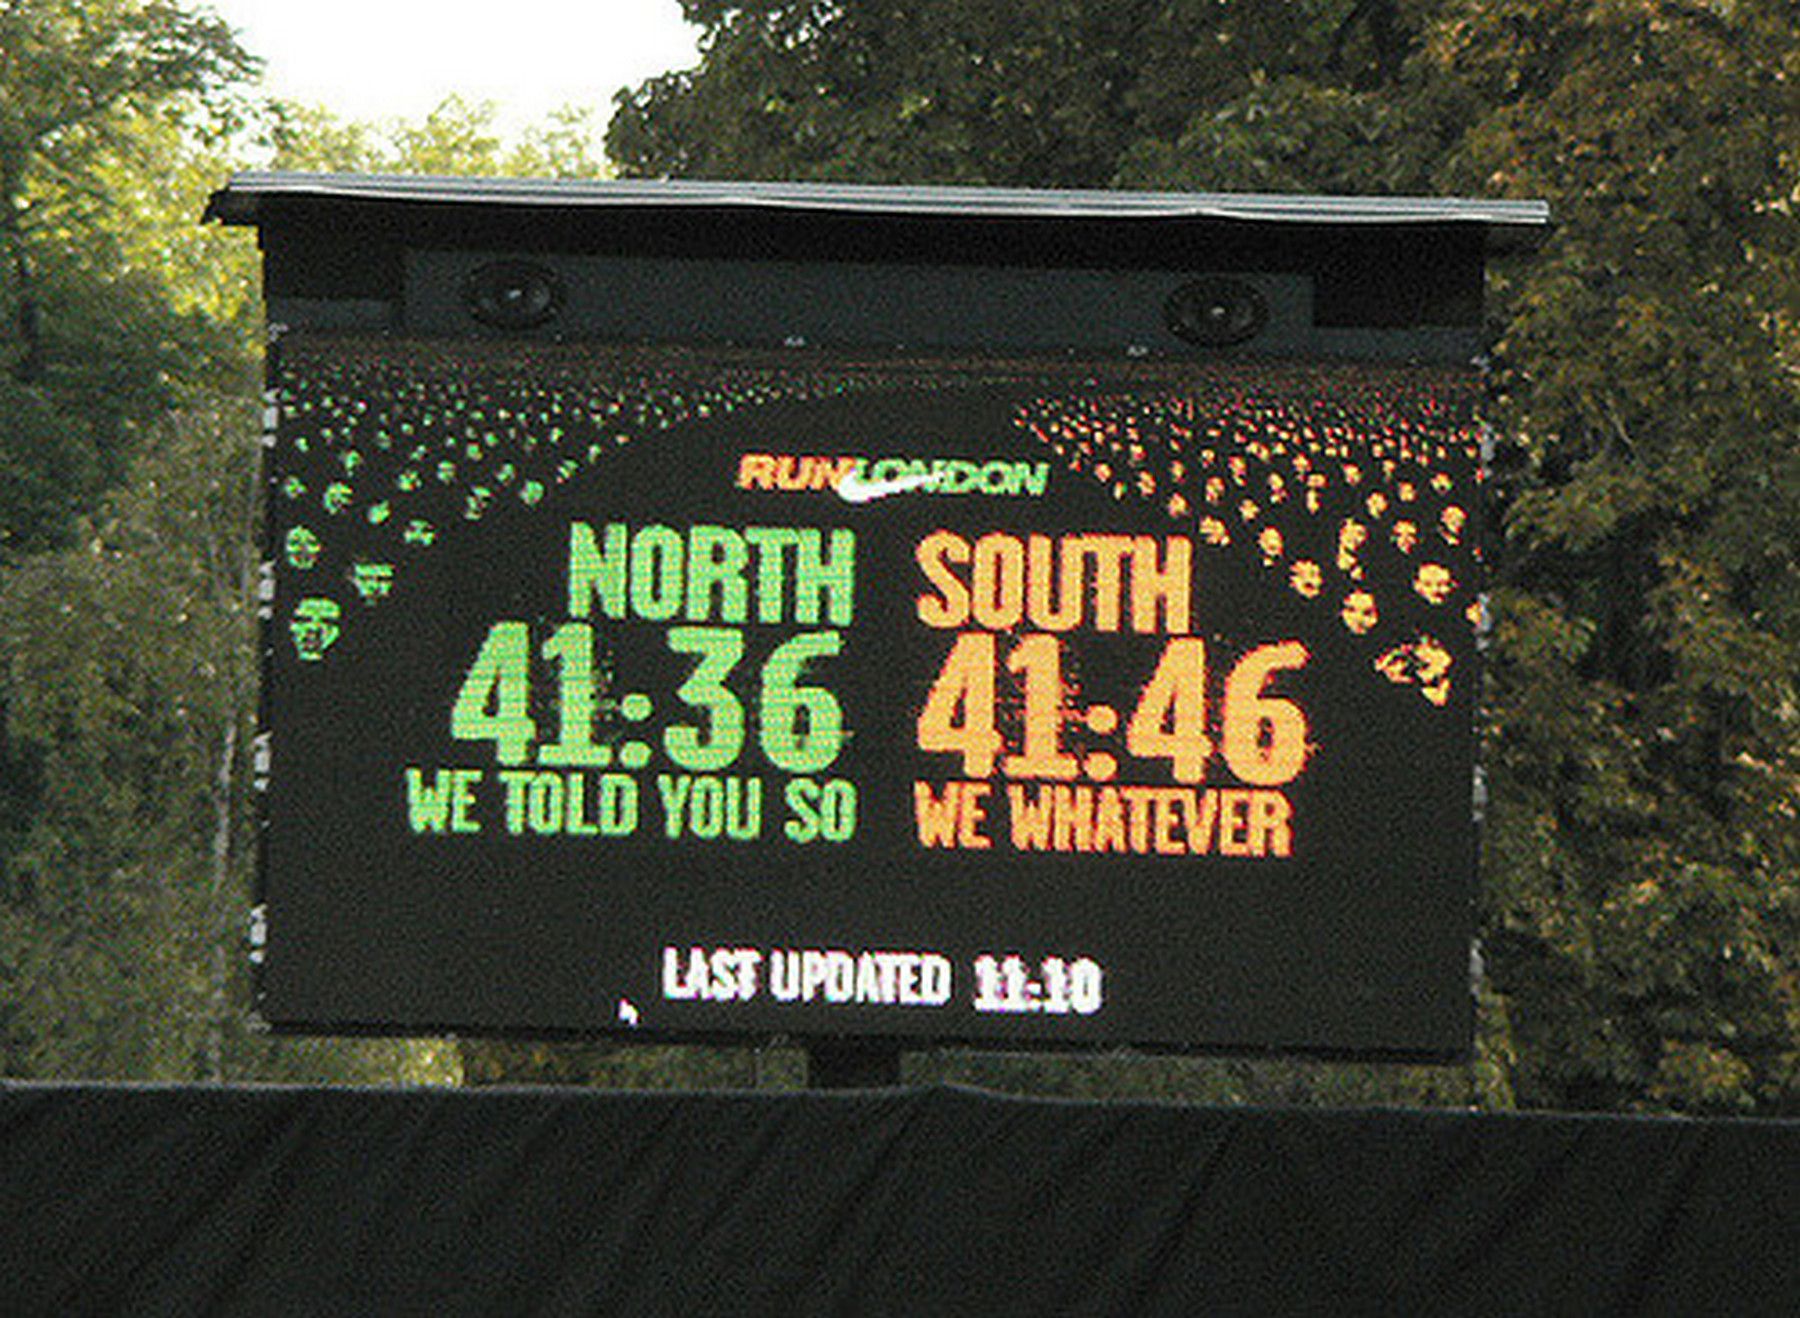 RUNLONDON
NORTH
41:36
WE TOLD YOU SO
SOUTH
41:46
WE WHATEVER
LAST UPDATED 11:10